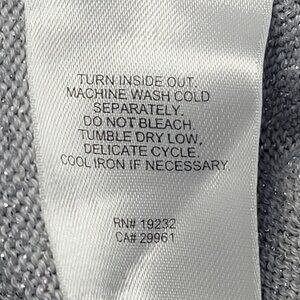 TURN INSIDE OUT.
MACHINE WASH COLD
SEPARATELY.
DO NOT BLEACH.
TUMBLE DRY LOW,
DELICATE CYCLE.
COOL IRON IF NECESSARY
RN# 19232
CA# 29961